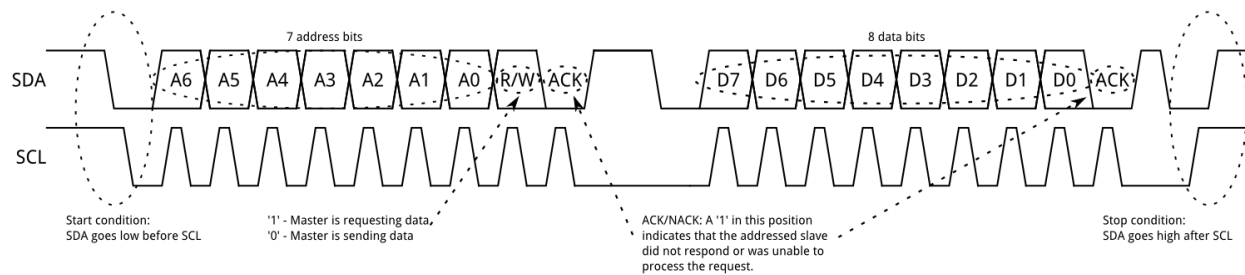 7 address bits
8 data bits
SDA
A6 A5 A4 A3 A2 A1 A0 R/W ACK
D7 D6 D5 D4 D3 D2 D1 D0 ACK
SCL
Start condition:
SDA goes low before SCL
'1' - Master is requesting data
'0' - Master is sending data
ACK/NACK: A '1' in this position
indicates that the addressed slave
did not respond or was unable to
process the request.
Stop condition:
SDA goes high after SCL